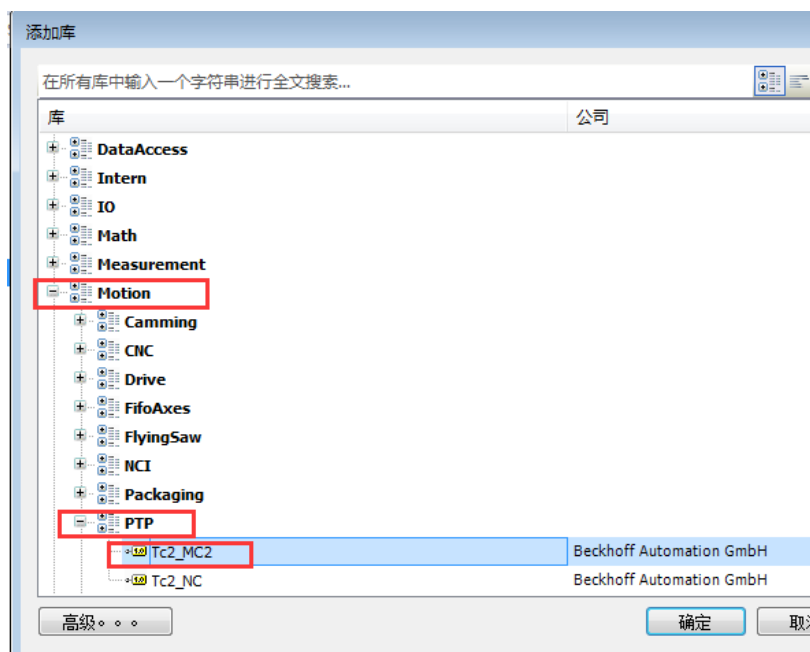 添加库
在所有库中输入一个字符串进行全文搜索...
库 公司
DataAccess
Intern
IO
Math
Measurement
Motion
Camming
CNC
Drive
FifoAxes
FlyingSaw
NCI
Packaging
PTP
Tc2_MC2 Beckhoff Automation GmbH
Tc2_NC Beckhoff Automation GmbH
高级。。。 确定